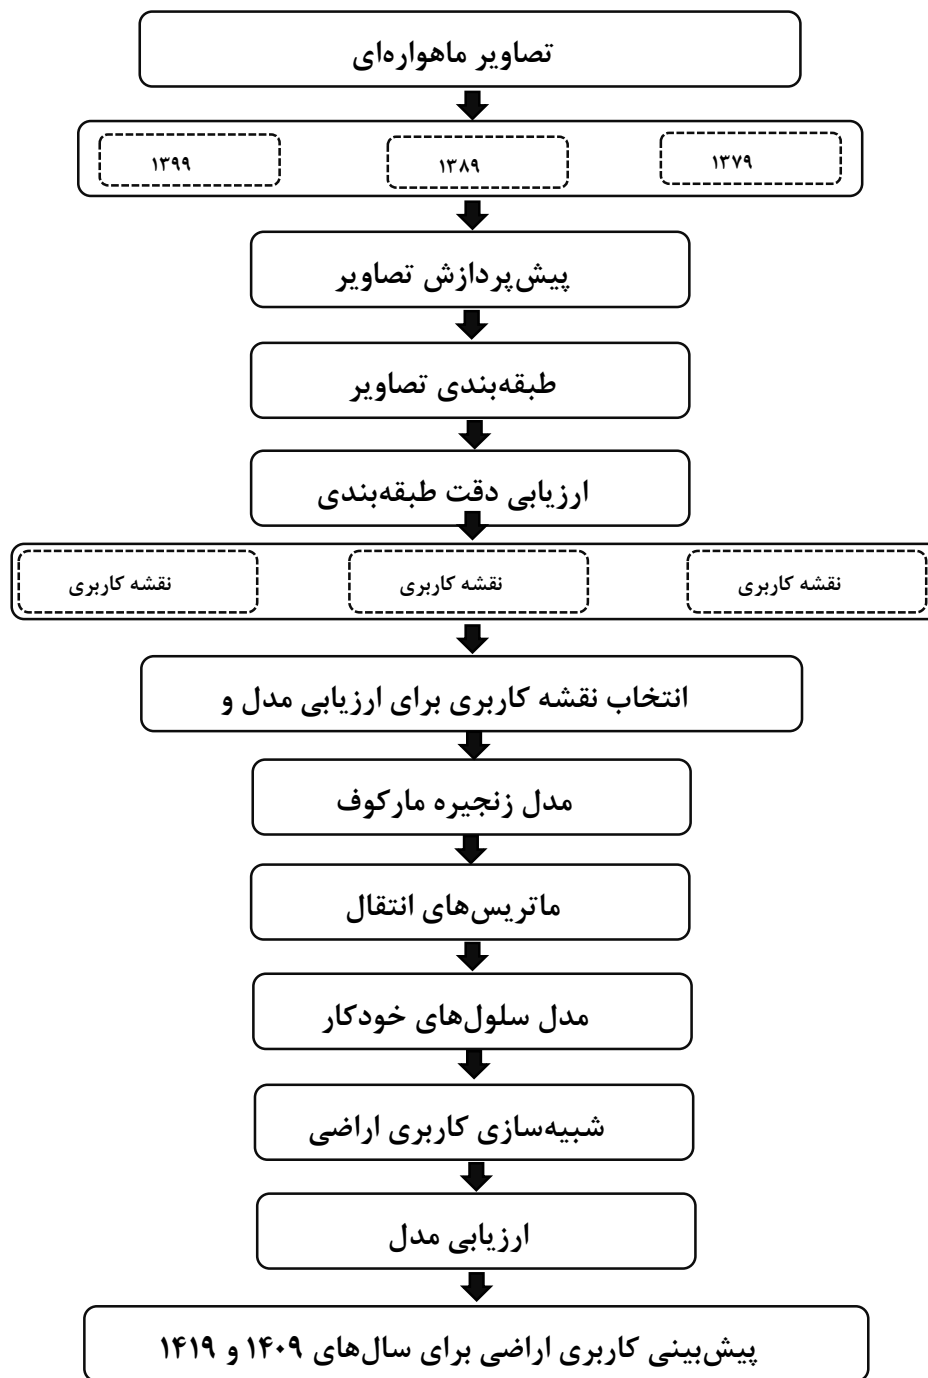 تصاویر ماهواره‌ای
۱۳۷۹
۱۳۸۹
۱۳۹۹
پیش‌پردازش تصاویر
طبقه‌بندی تصاویر
ارزیابی دقت طبقه‌بندی
نقشه کاربری
نقشه کاربری
نقشه کاربری
انتخاب نقشه کاربری برای ارزیابی مدل و
مدل زنجیره مارکوف
ماتریس‌های انتقال
مدل سلول‌های خودکار
شبیه‌سازی کاربری اراضی
ارزیابی مدل
پیش‌بینی کاربری اراضی برای سال‌های ۱۴۰۹ و ۱۴۱۹